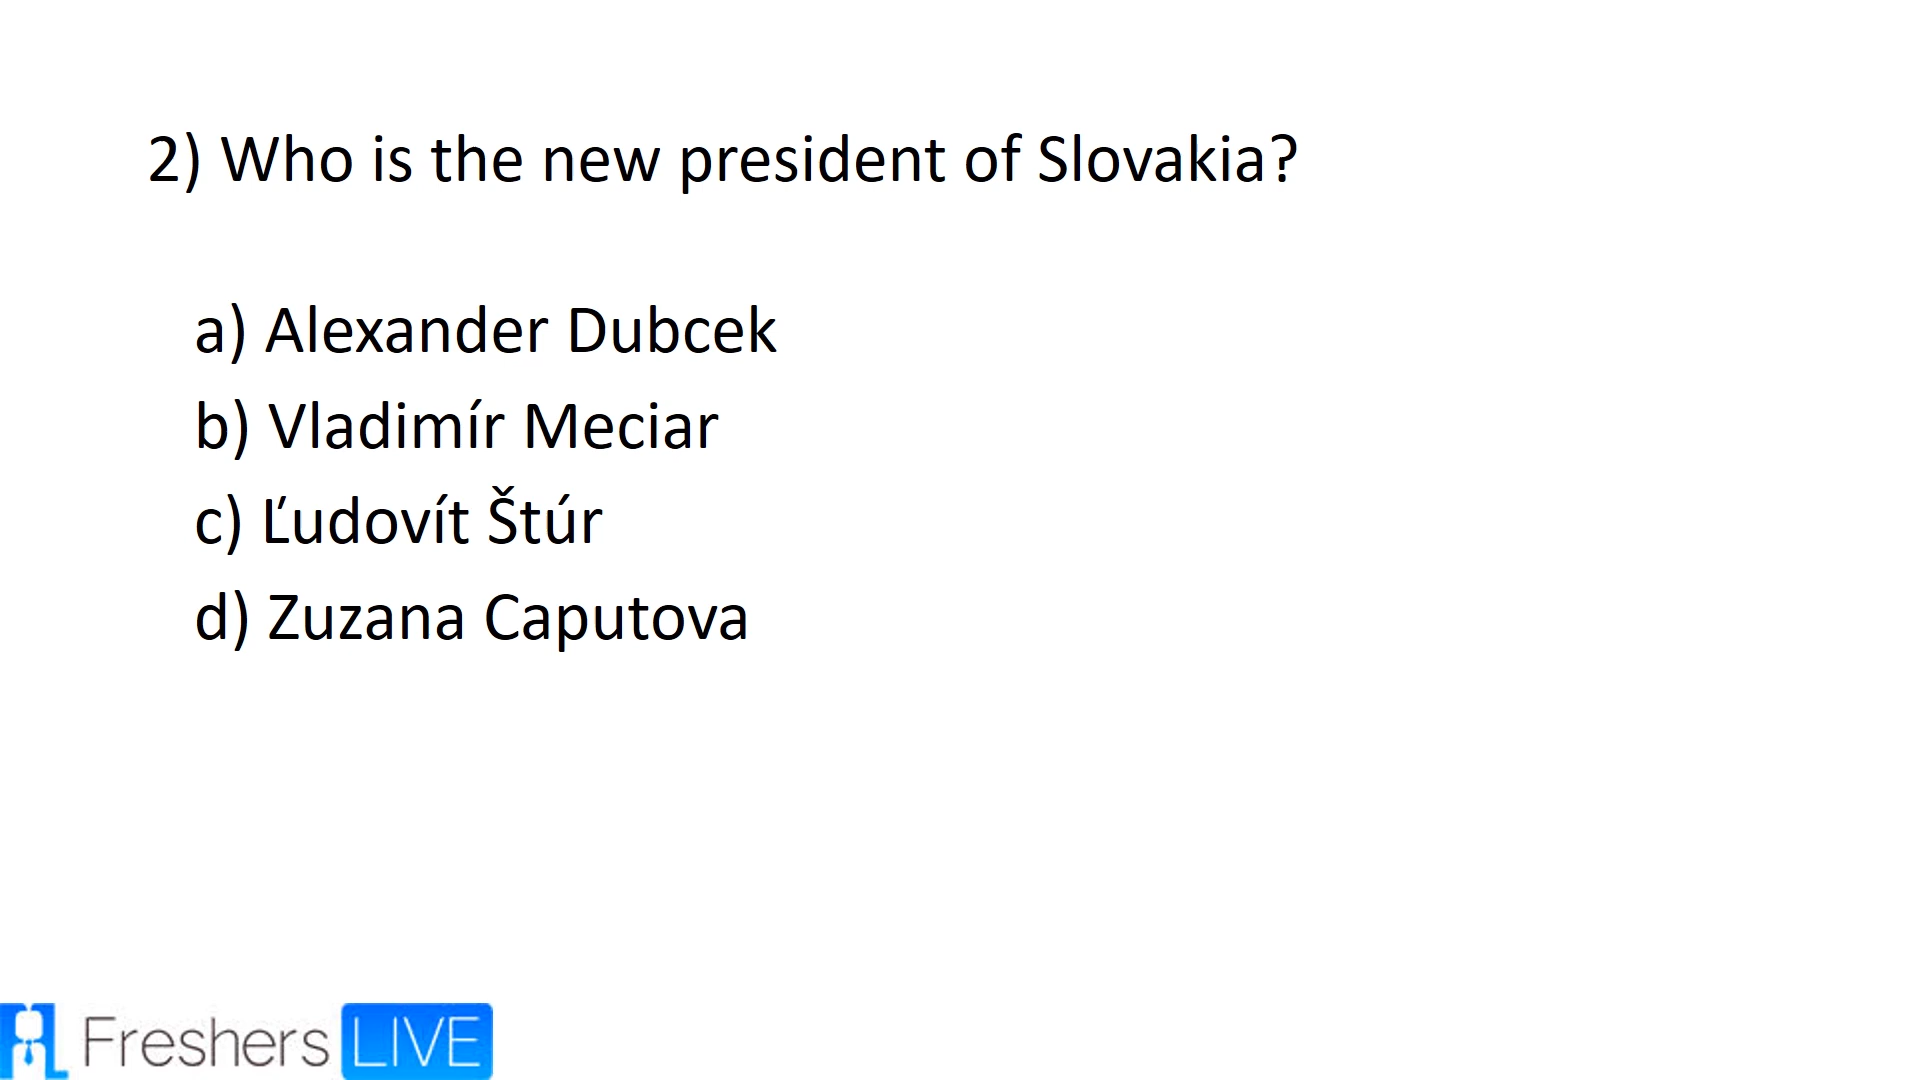 2) Who is the new president of Slovakia?
a) Alexander Dubcek
b) Vladimír Meciar
c) Ľudovít Štúr
d) Zuzana Caputova
Freshers LIVE